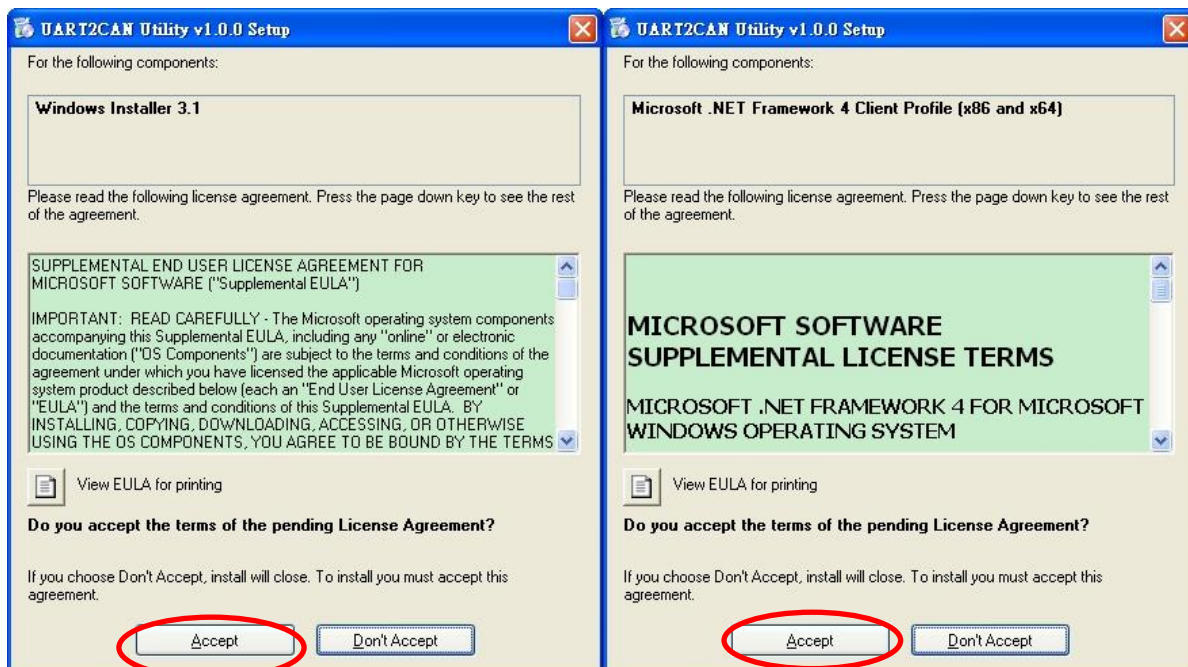 UART2CAN Utility v1.0.0 Setup
For the following components:
Windows Installer 3.1
Please read the following license agreement. Press the page down key to see the rest
of the agreement.
SUPPLEMENTAL END USER LICENSE AGREEMENT FOR
MICROSOFT SOFTWARE ("Supplemental EULA")
IMPORTANT: READ CAREFULLY - The Microsoft operating system components
accompanying this Supplemental EULA, including any "online" or electronic
documentation ("OS Components") are subject to the terms and conditions of the
agreement under which you have licensed the applicable Microsoft operating
system product described below (each an "End User License Agreement" or
"EULA") and the terms and conditions of this Supplemental EULA. BY
INSTALLING, COPYING, DOWNLOADING, ACCESSING, OR OTHERWISE
USING THE OS COMPONENTS, YOU AGREE TO BE BOUND BY THE TERMS
View EULA for printing
Do you accept the terms of the pending License Agreement?
If you choose Don't Accept, install will close. To install you must accept this
agreement.
Accept
Don't Accept
UART2CAN Utility v1.0.0 Setup
For the following components:
Microsoft .NET Framework 4 Client Profile (x86 and x64)
Please read the following license agreement. Press the page down key to see the rest
of the agreement.
MICROSOFT SOFTWARE
SUPPLEMENTAL LICENSE TERMS
MICROSOFT .NET FRAMEWORK 4 FOR MICROSOFT
WINDOWS OPERATING SYSTEM
View EULA for printing
Do you accept the terms of the pending License Agreement?
If you choose Don't Accept, install will close. To install you must accept this
agreement.
Accept
Don't Accept